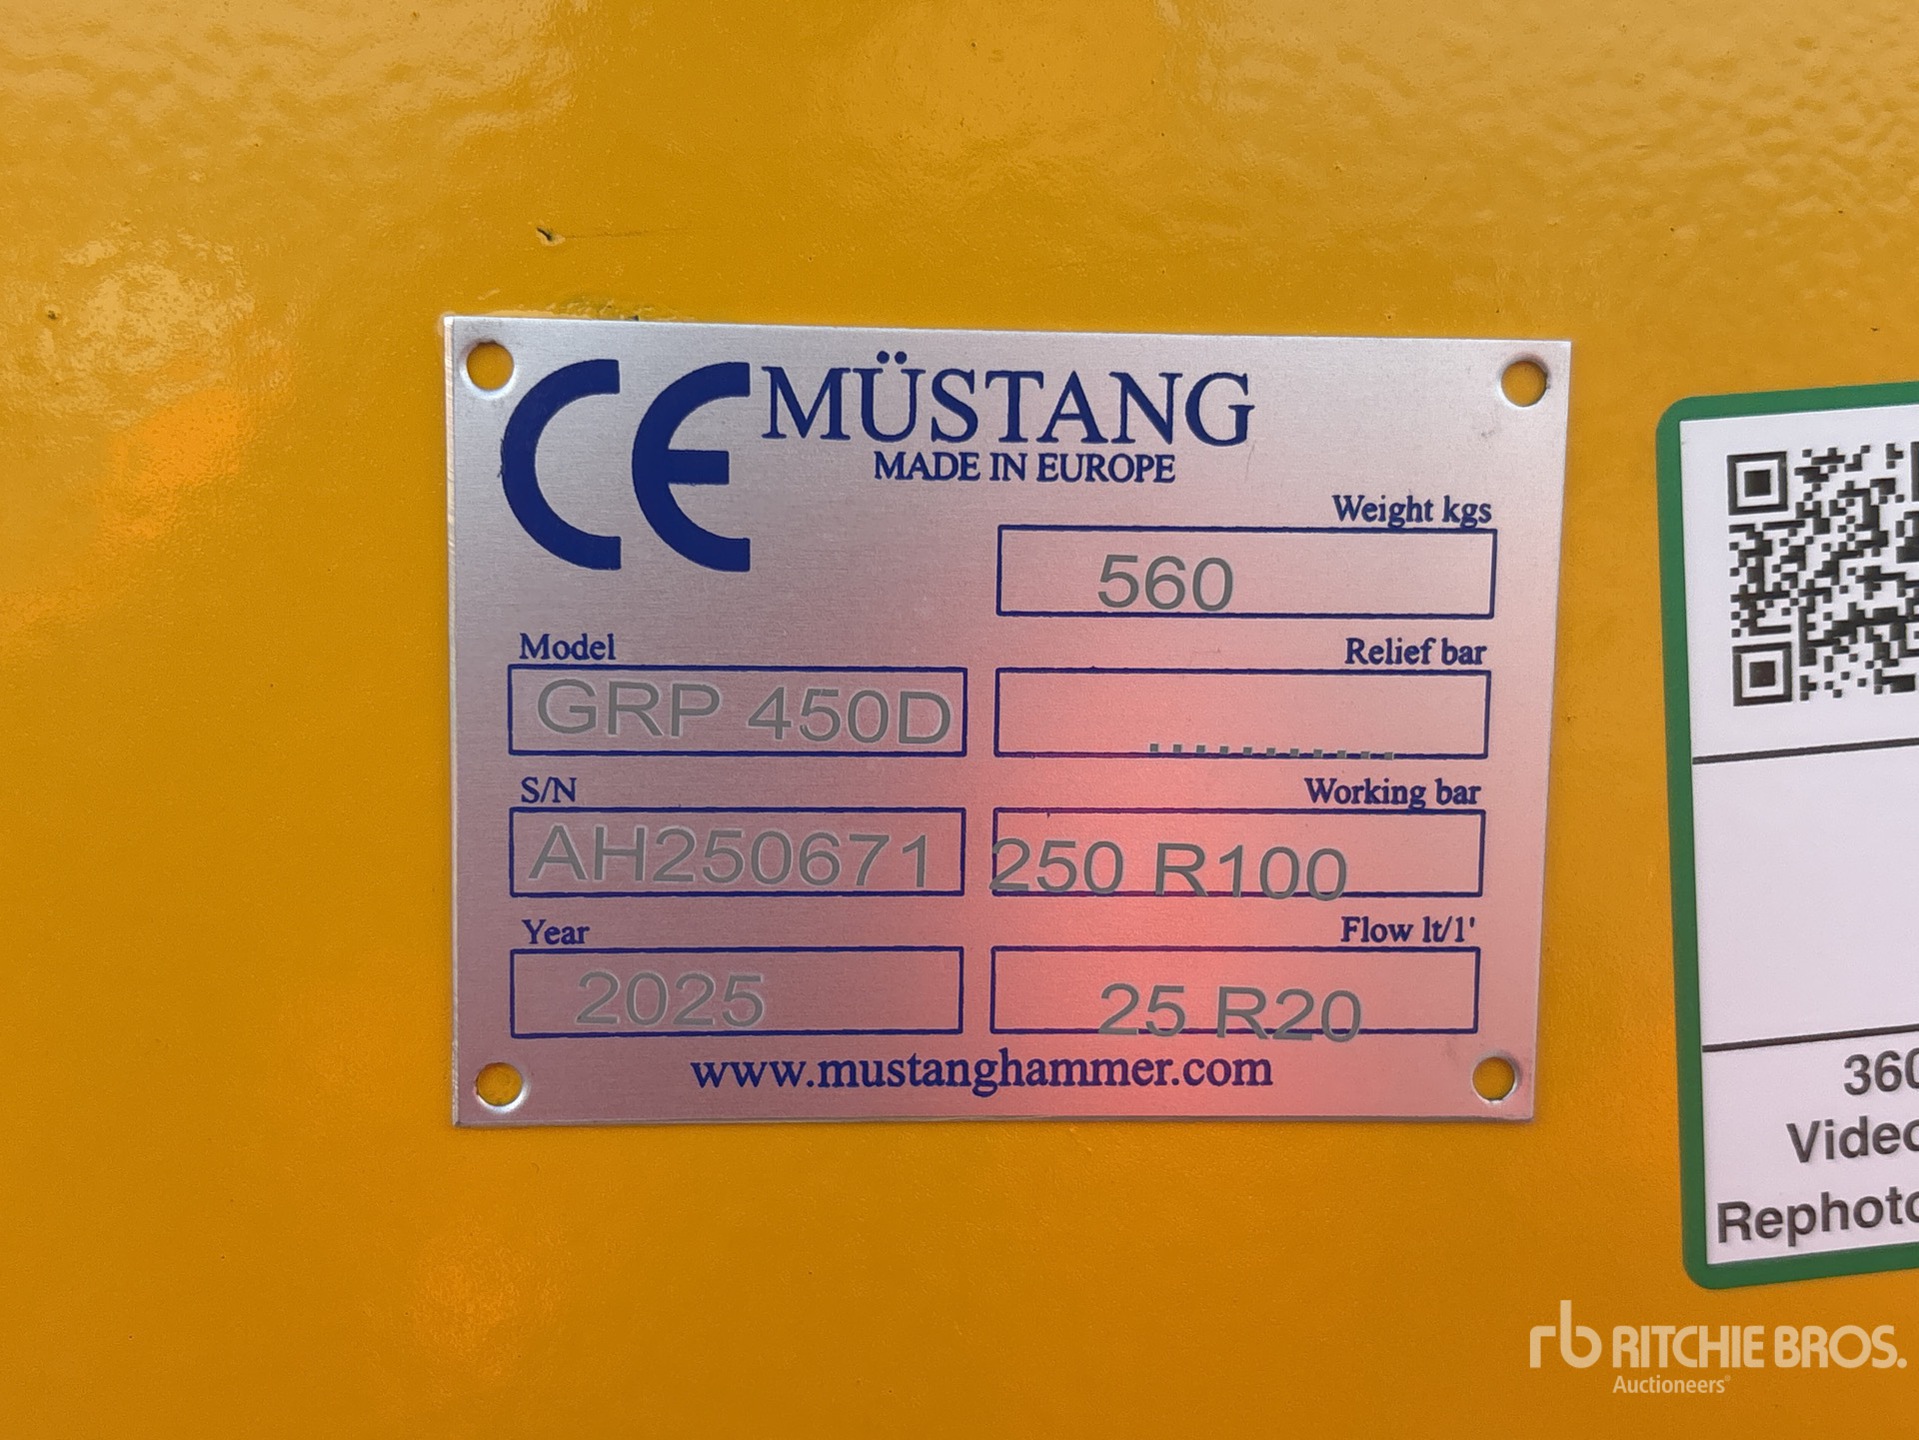 CE MÜSTANG
MADE IN EUROPE
Weight kgs
560
Model
GRP 450D
Relief bar
............
S/N
AH250671
Working bar
250 R100
Year
2025
Flow lt/1'
25 R20
www.mustanghammer.com
360
Video
Rephoto
rb RITCHIE BROS.
Auctioneers